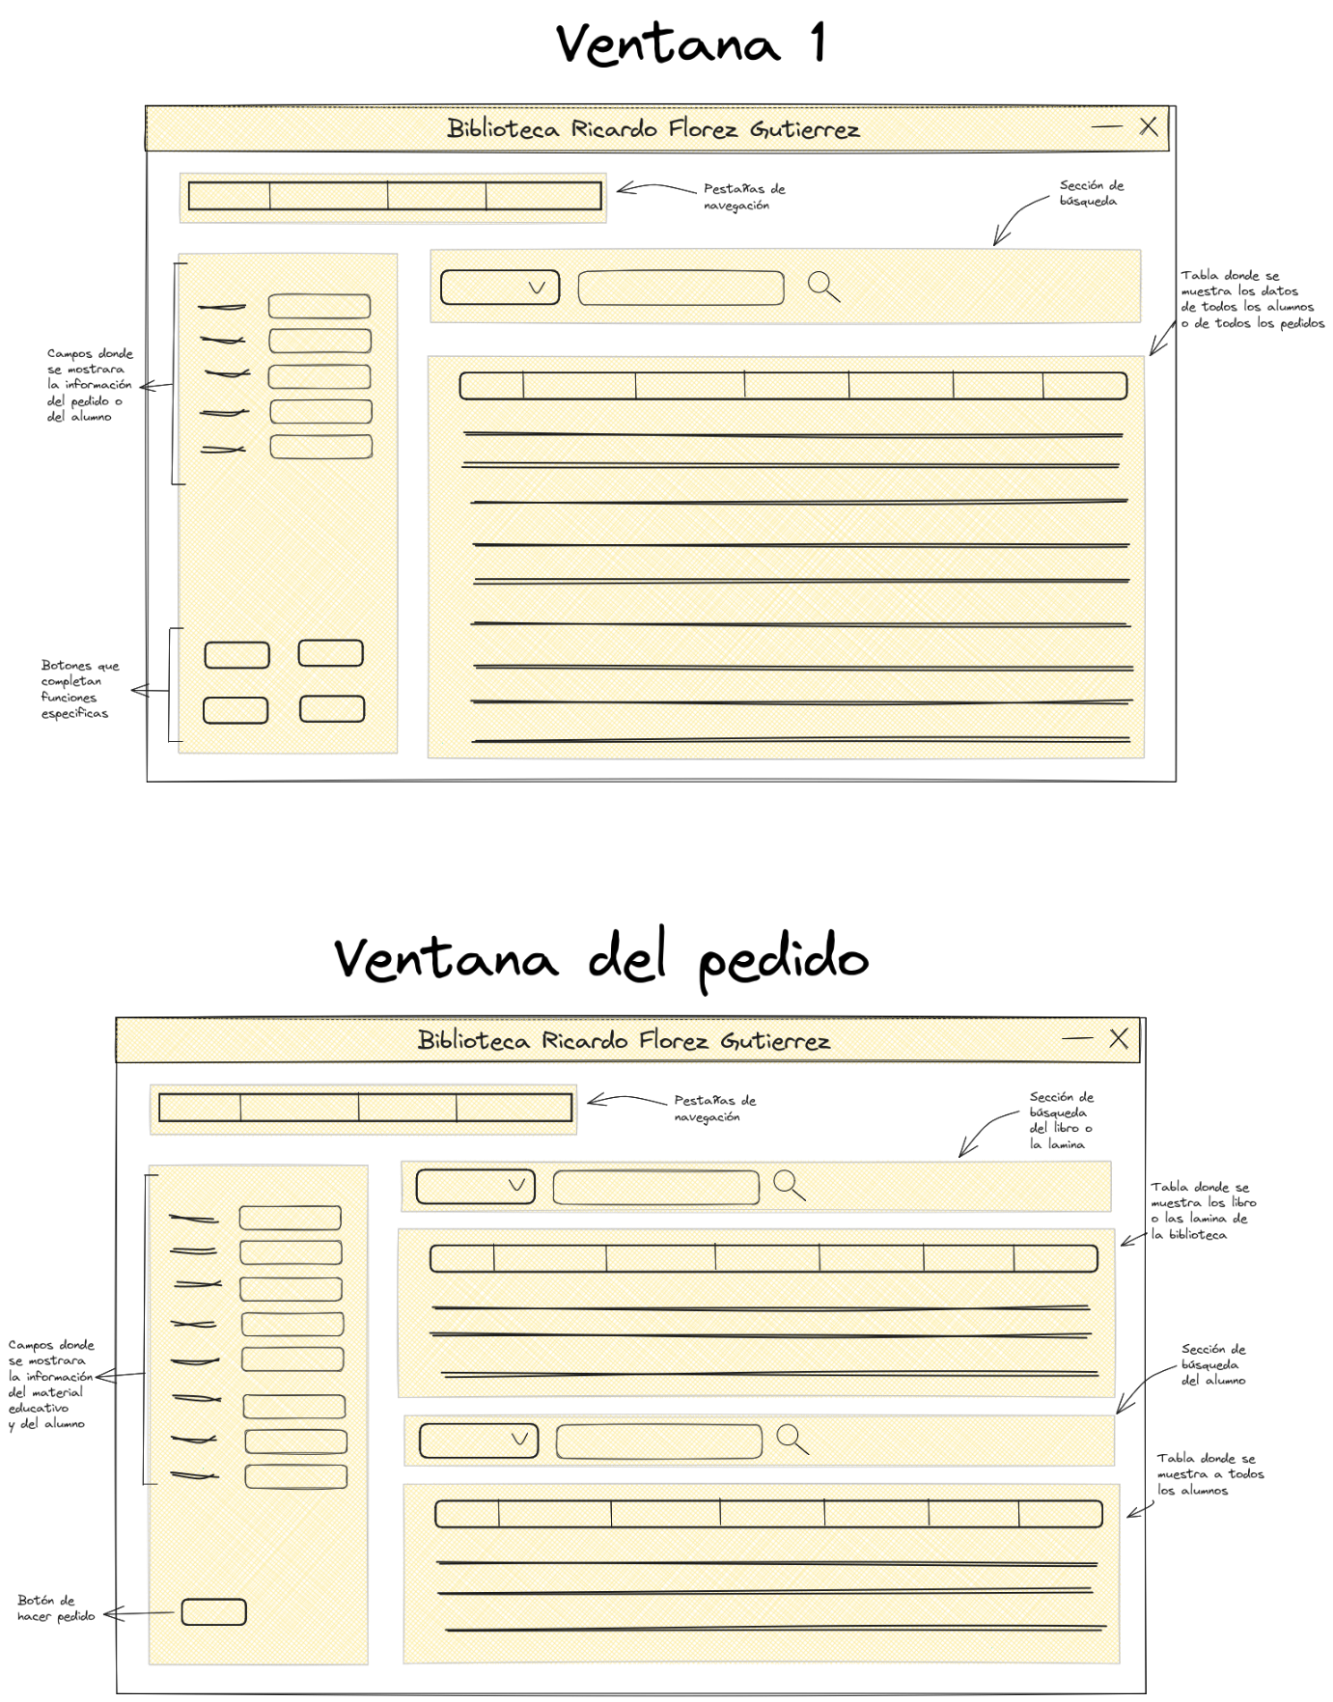 Ventana 1
Biblioteca Ricardo Florez Gutierrez
Pestañas de
navegación
Sección de
búsqueda
Tabla donde se
muestra los datos
de todos los alumnos
o de todos los pedidos
Campos donde
se mostrara
la información
del pedido o
del alumno
Botones que
completan
funciones
especificas
Ventana del pedido
Biblioteca Ricardo Florez Gutierrez
Pestañas de
navegación
Sección de
búsqueda
del libro o
la lamina
Tabla donde se
muestra los libro
o las lamina de
la biblioteca
Campos donde
se mostrara
la información
del material
educativo
y del alumno
Sección de
búsqueda
del alumno
Tabla donde se
muestra a todos
los alumnos
Botón de
hacer pedido